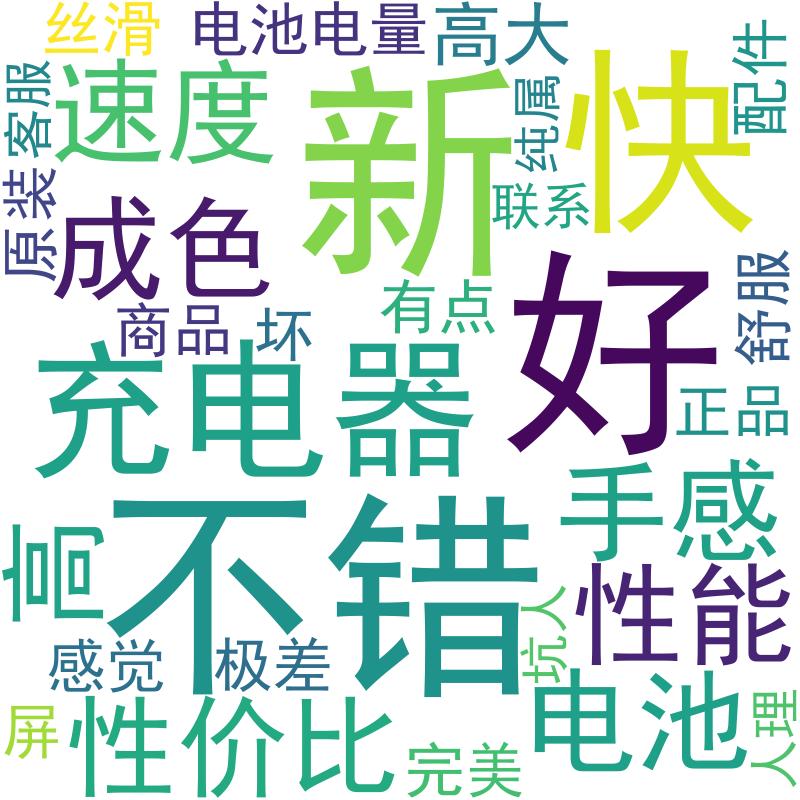 丝滑
电池电量
高大
配件
客服
速度
新
纯属
快
原装
成色
联系
商品
坏
有点
好
舒服
充电器
正品
高
不错
手感
坑人
性能
感觉
极差
屏
性价比
完美
电池
人理